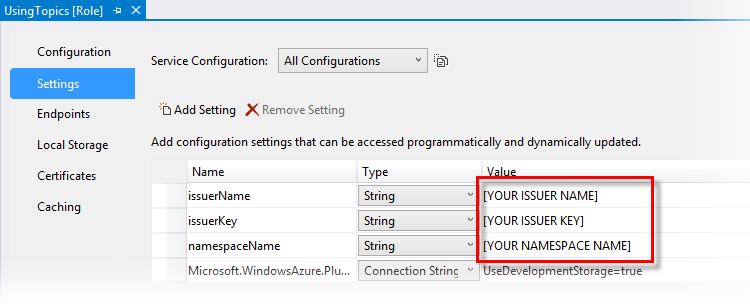 UsingTopics [Role]
Configuration
Settings
Endpoints
Local Storage
Certificates
Caching
Service Configuration: All Configurations
Add Setting Remove Setting
Add configuration settings that can be accessed programmatically and dynamically updated.
Name Type Value
issuerName String [YOUR ISSUER NAME]
issuerKey String [YOUR ISSUER KEY]
namespaceName String [YOUR NAMESPACE NAME]
Microsoft.WindowsAzure.Plu... Connection String UseDevelopmentStorage=true